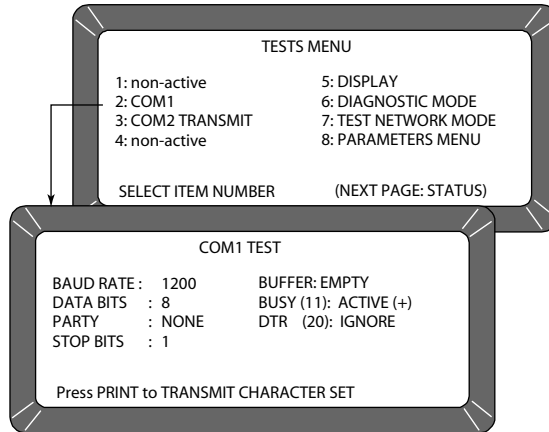 TESTS MENU
1: non-active 5: DISPLAY
2: COM1 6: DIAGNOSTIC MODE
3: COM2 TRANSMIT 7: TEST NETWORK MODE
4: non-active 8: PARAMETERS MENU
SELECT ITEM NUMBER (NEXT PAGE: STATUS)
COM1 TEST
BAUD RATE : 1200 BUFFER: EMPTY
DATA BITS : 8 BUSY (11): ACTIVE (+)
PARTY : NONE DTR (20): IGNORE
STOP BITS : 1
Press PRINT to TRANSMIT CHARACTER SET